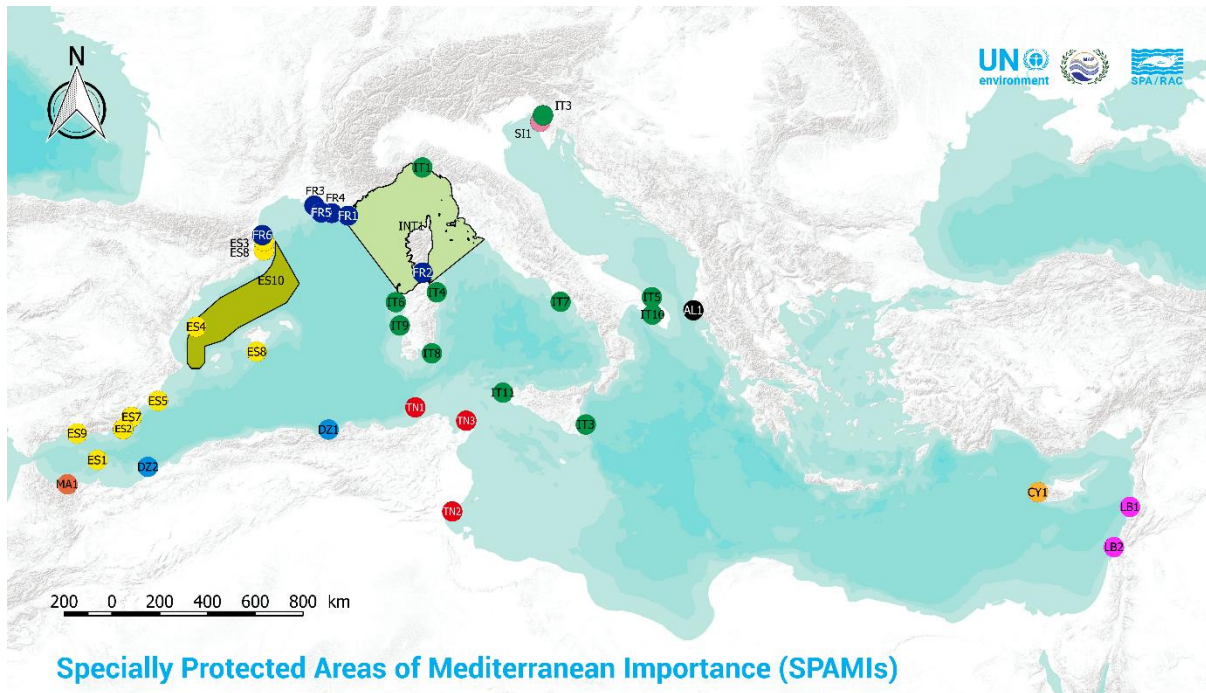 N
UN
environment
MAP
SPA/RAC
IT3
SI1
IT1
FR3
FR4
FR5
FR1
INT1
FR6
ES3
ES8
ES10
FR2
IT4
IT6
IT7
IT5
IT10
AL1
ES4
IT9
ES8
IT8
IT11
ES5
TN1
ES7
TN3
IT3
ES2
ES9
DZ1
ES1
DZ2
MA1
CY1
LB1
TN2
LB2
200 0 200 400 600 800 km
Specially Protected Areas of Mediterranean Importance (SPAMIs)